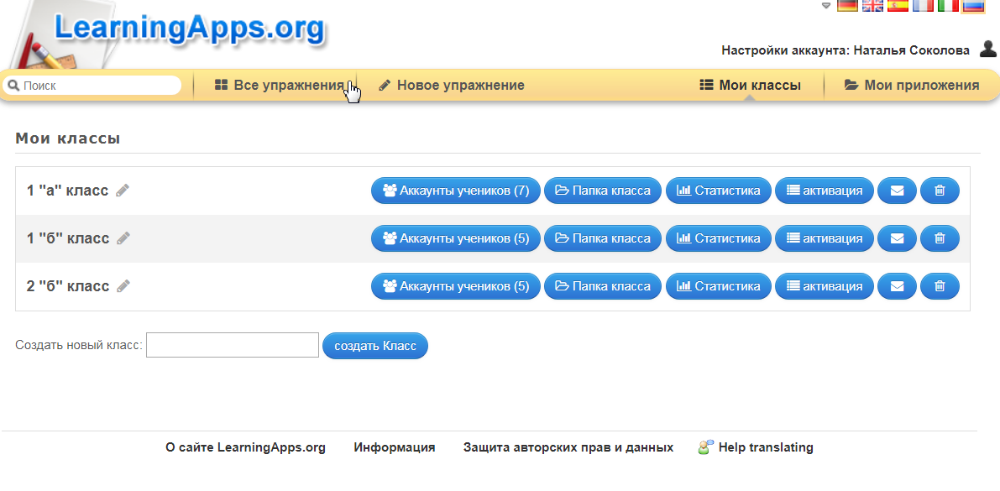 LearningApps.org
Настройки аккаунта: Наталья Соколова
Поиск
Все упражнения
Новое упражнение
Мои классы
Мои приложения
Мои классы
1 "а" класс Аккаунты учеников (7) Папка класса Статистика активация
1 "б" класс Аккаунты учеников (5) Папка класса Статистика активация
2 "б" класс Аккаунты учеников (5) Папка класса Статистика активация
Создать новый класс: создать Класс
О сайте LearningApps.org Информация Защита авторских прав и данных Help translating